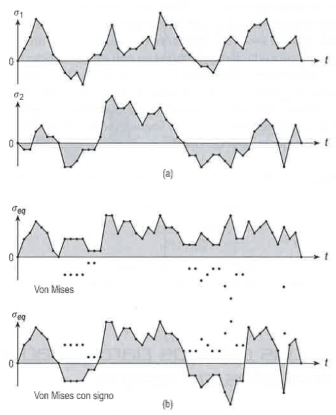 σ1
0
t
σ2
0
t
(a)
σeq
0
t
Von Mises
σeq
0
t
Von Mises con signo
(b)